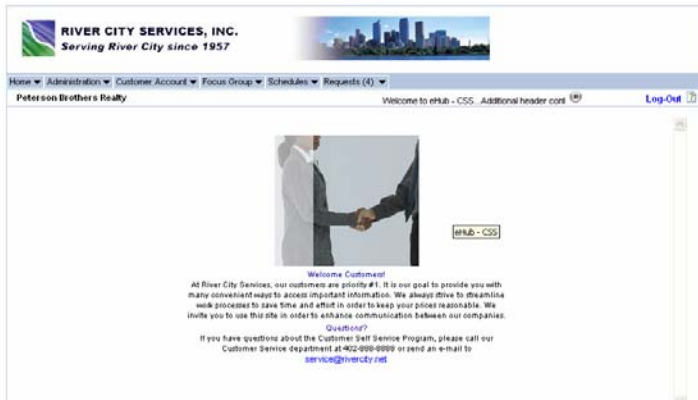 RIVER CITY SERVICES, INC.
Serving River City since 1957
Home Administration Customer Account Focus Group Schedules Requests (4)
Peterson Brothers Realty Welcome to eHub - CSS...Additional header cont Log-Out
eHub - CSS
Welcome Customers!
At River City Services, our customers are priority #1. It is our goal to provide you with
many convenient ways to access important information. We always strive to streamline
work processes to save time and effort in order to keep your prices reasonable. We
invite you to use this site in order to enhance communication between our companies.
Questions?
If you have questions about the Customer Self Service Program, please call our
Customer Service department at 402-888-8888 or send an e-mail to
service@rivercity.net